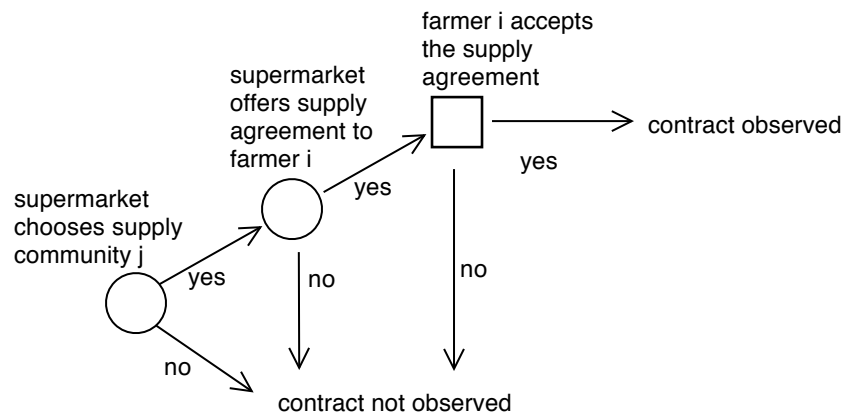 farmer i accepts
the supply
agreement
supermarket
offers supply
agreement to
farmer i
contract observed
yes
yes
supermarket
chooses supply
community j
yes
no
no
no
contract not observed